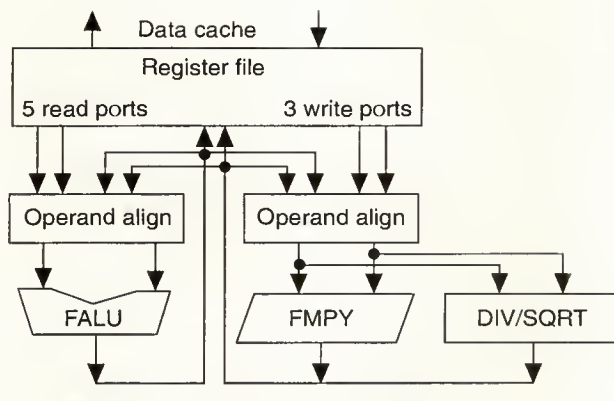 Data cache
Register file
5 read ports 3 write ports
Operand align Operand align
FALU FMPY DIV/SQRT